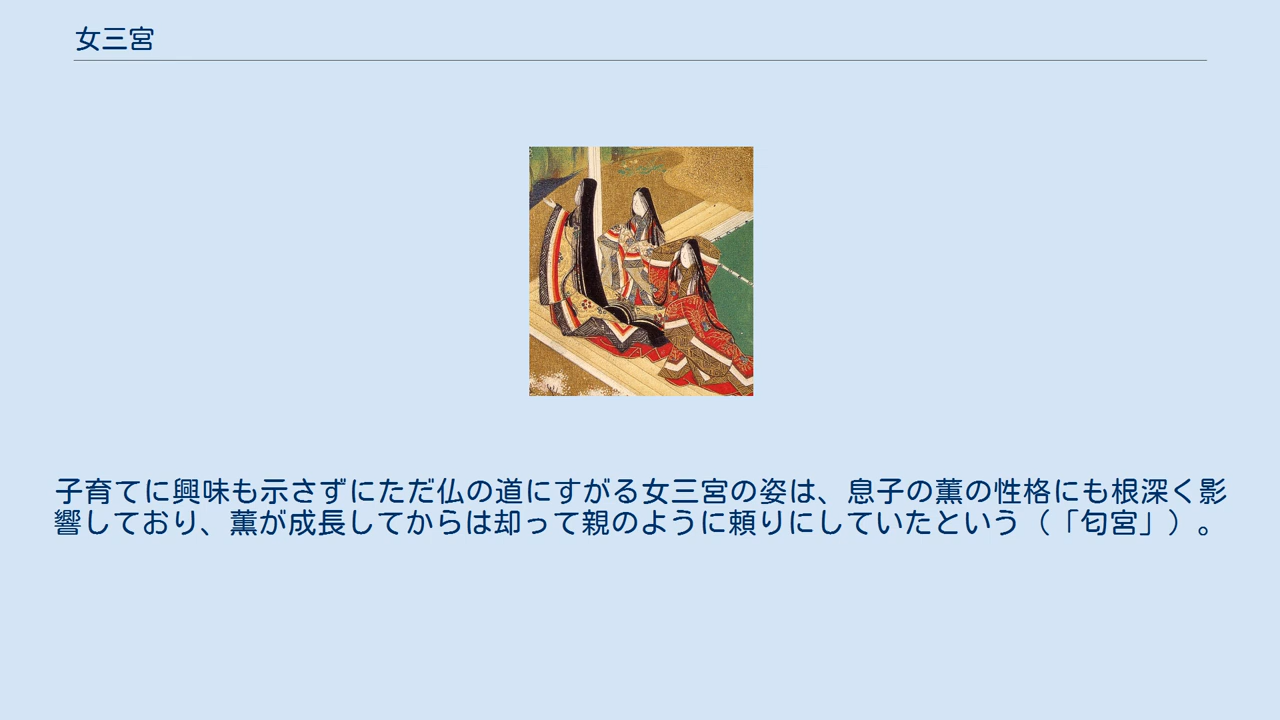 女三宮
子育てに興味も示さずにただ仏の道にすがる女三宮の姿は、息子の薫の性格にも根深く影
響しており、薫が成長してからは却って親のように頼りにしていたという（「匂宮」）。